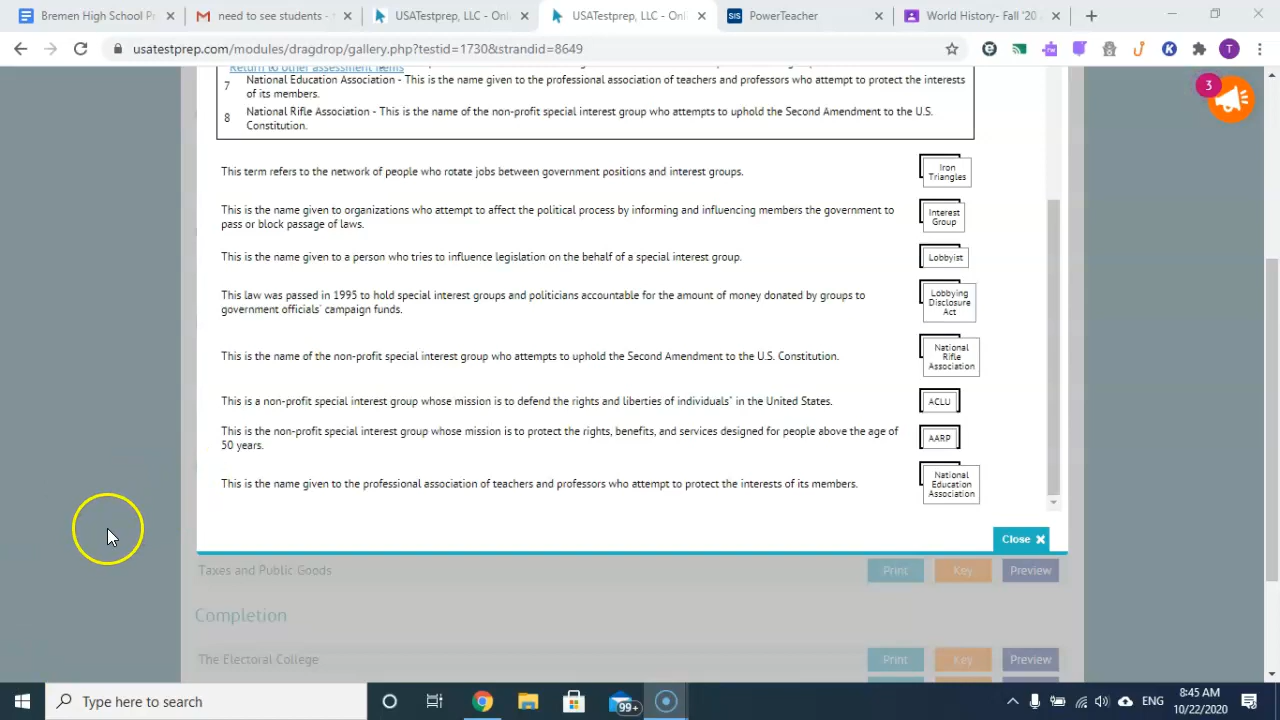 Bremen High School P
need to see students -
USATestprep, LLC - Onli
USATestprep, LLC - Onli
SIS
PowerTeacher
World History- Fall '20
usatestprep.com/modules/dragdrop/gallery.php?testid=1730&strandid=8649
K
T
3
Return to other assessment items
7
National Education Association - This is the name given to the professional association of teachers and professors who attempt to protect the interests
of its members.
8
National Rifle Association - This is the name of the non-profit special interest group who attempts to uphold the Second Amendment to the U.S.
Constitution.
This term refers to the network of people who rotate jobs between government positions and interest groups.
Iron
Triangles
This is the name given to organizations who attempt to affect the political process by informing and influencing members the government to
pass or block passage of laws.
Interest
Group
This is the name given to a person who tries to influence legislation on the behalf of a special interest group.
Lobbyist
This law was passed in 1995 to hold special interest groups and politicians accountable for the amount of money donated by groups to
government officials' campaign funds.
Lobbying
Disclosure
Act
This is the name of the non-profit special interest group who attempts to uphold the Second Amendment to the U.S. Constitution.
National
Rifle
Association
This is a non-profit special interest group whose mission is to defend the rights and liberties of individuals" in the United States.
ACLU
This is the non-profit special interest group whose mission is to protect the rights, benefits, and services designed for people above the age of
50 years.
AARP
This is the name given to the professional association of teachers and professors who attempt to protect the interests of its members.
National
Education
Association
Close
Taxes and Public Goods
Print
Key
Preview
Completion
The Electoral College
Print
Key
Preview
Type here to search
99+
ENG
8:45 AM
10/22/2020